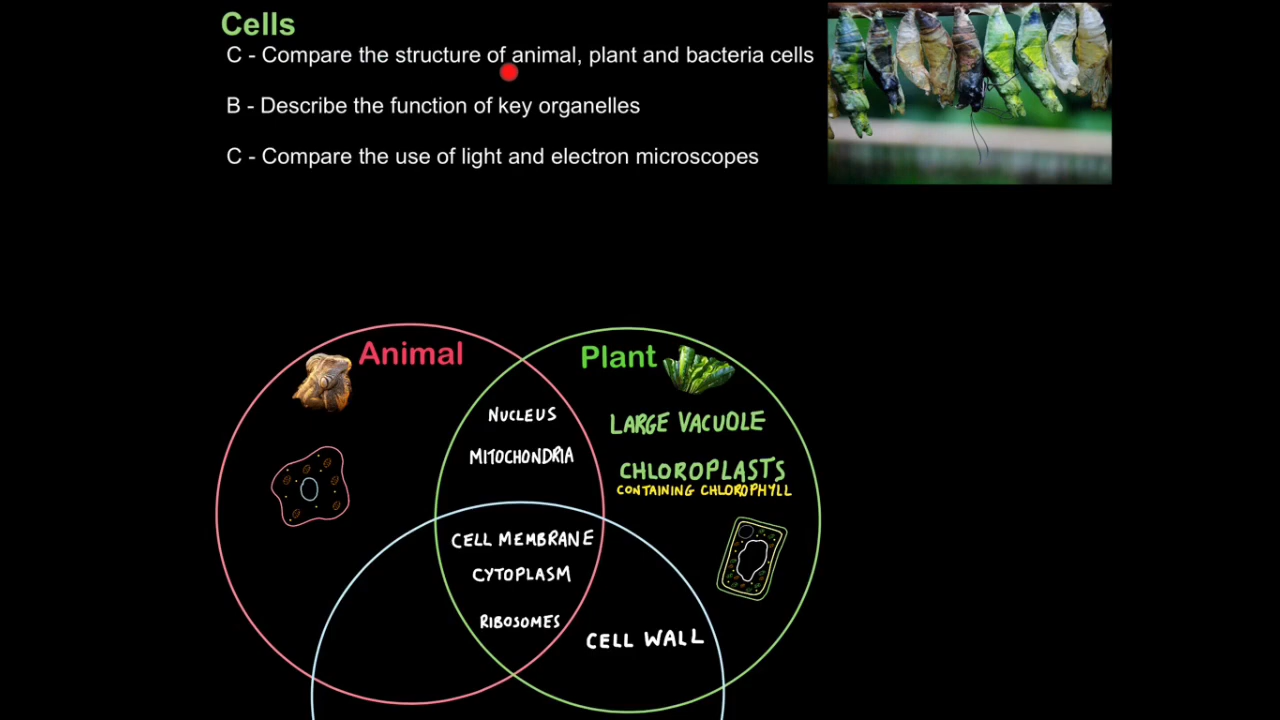 Cells
C - Compare the structure of animal, plant and bacteria cells
B - Describe the function of key organelles
C - Compare the use of light and electron microscopes
Animal
Plant
NUCLEUS
LARGE VACUOLE
MITOCHONDRIA
CHLOROPLASTS
CONTAINING CHLOROPHYLL
CELL MEMBRANE
CYTOPLASM
RIBOSOMES
CELL WALL